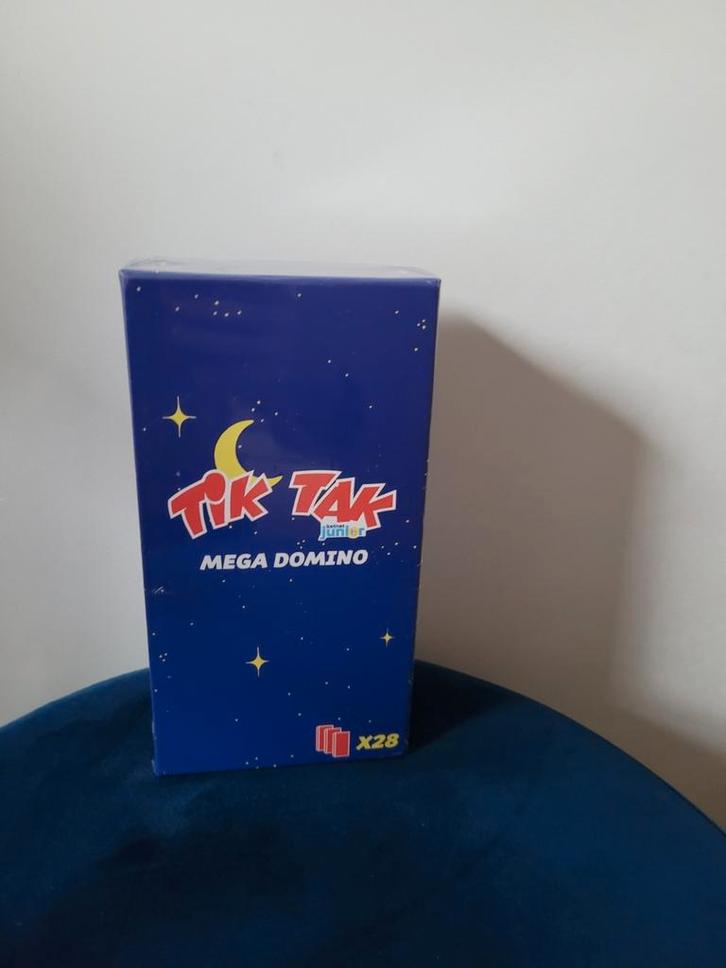 TiK TAK
ketnet
junior
MEGA DOMINO
X28